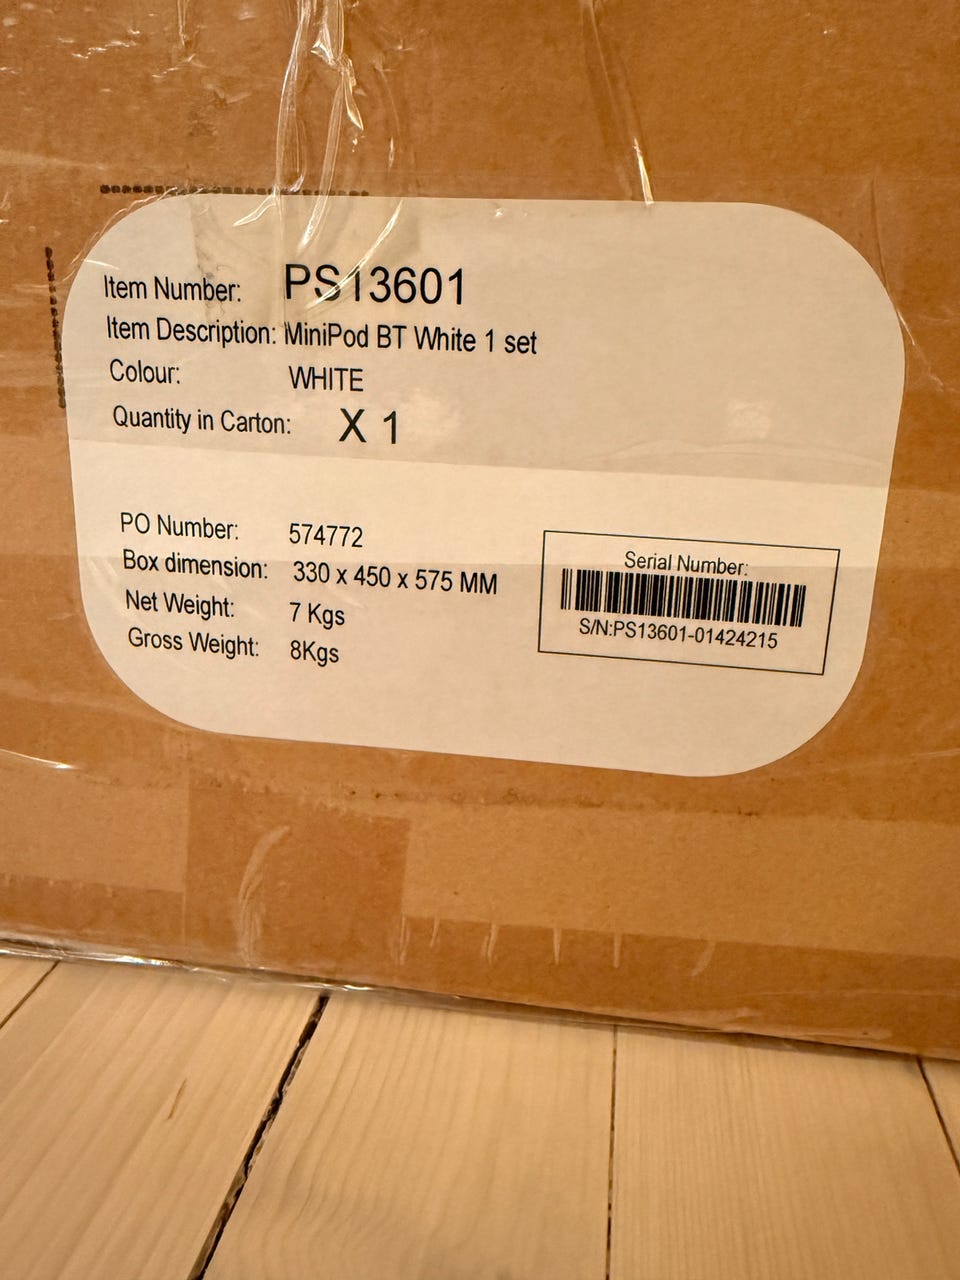 Item Number: PS13601
Item Description: MiniPod BT White 1 set
Colour: WHITE
Quantity in Carton: X 1
PO Number: 574772
Box dimension: 330 x 450 x 575 MM
Net Weight: 7 Kgs
Gross Weight: 8Kgs
Serial Number:
S/N:PS13601-01424215